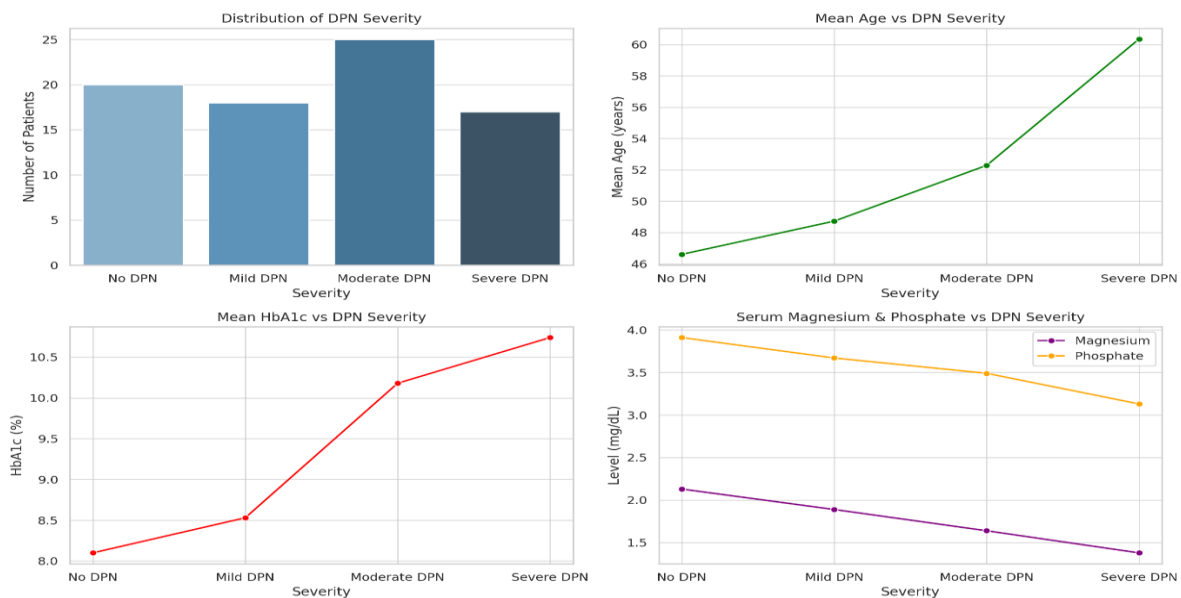 Distribution of DPN Severity
Number of Patients
25
20
15
10
5
0
No DPN Mild DPN Moderate DPN Severe DPN
Severity
Mean Age vs DPN Severity
Mean Age (years)
60
58
56
54
52
50
48
46
No DPN Mild DPN Moderate DPN Severe DPN
Severity
Mean HbA1c vs DPN Severity
HbA1c (%)
10.5
10.0
9.5
9.0
8.5
8.0
No DPN Mild DPN Moderate DPN Severe DPN
Severity
Serum Magnesium & Phosphate vs DPN Severity
Level (mg/dL)
4.0
3.5
3.0
2.5
2.0
1.5
Magnesium
Phosphate
No DPN Mild DPN Moderate DPN Severe DPN
Severity